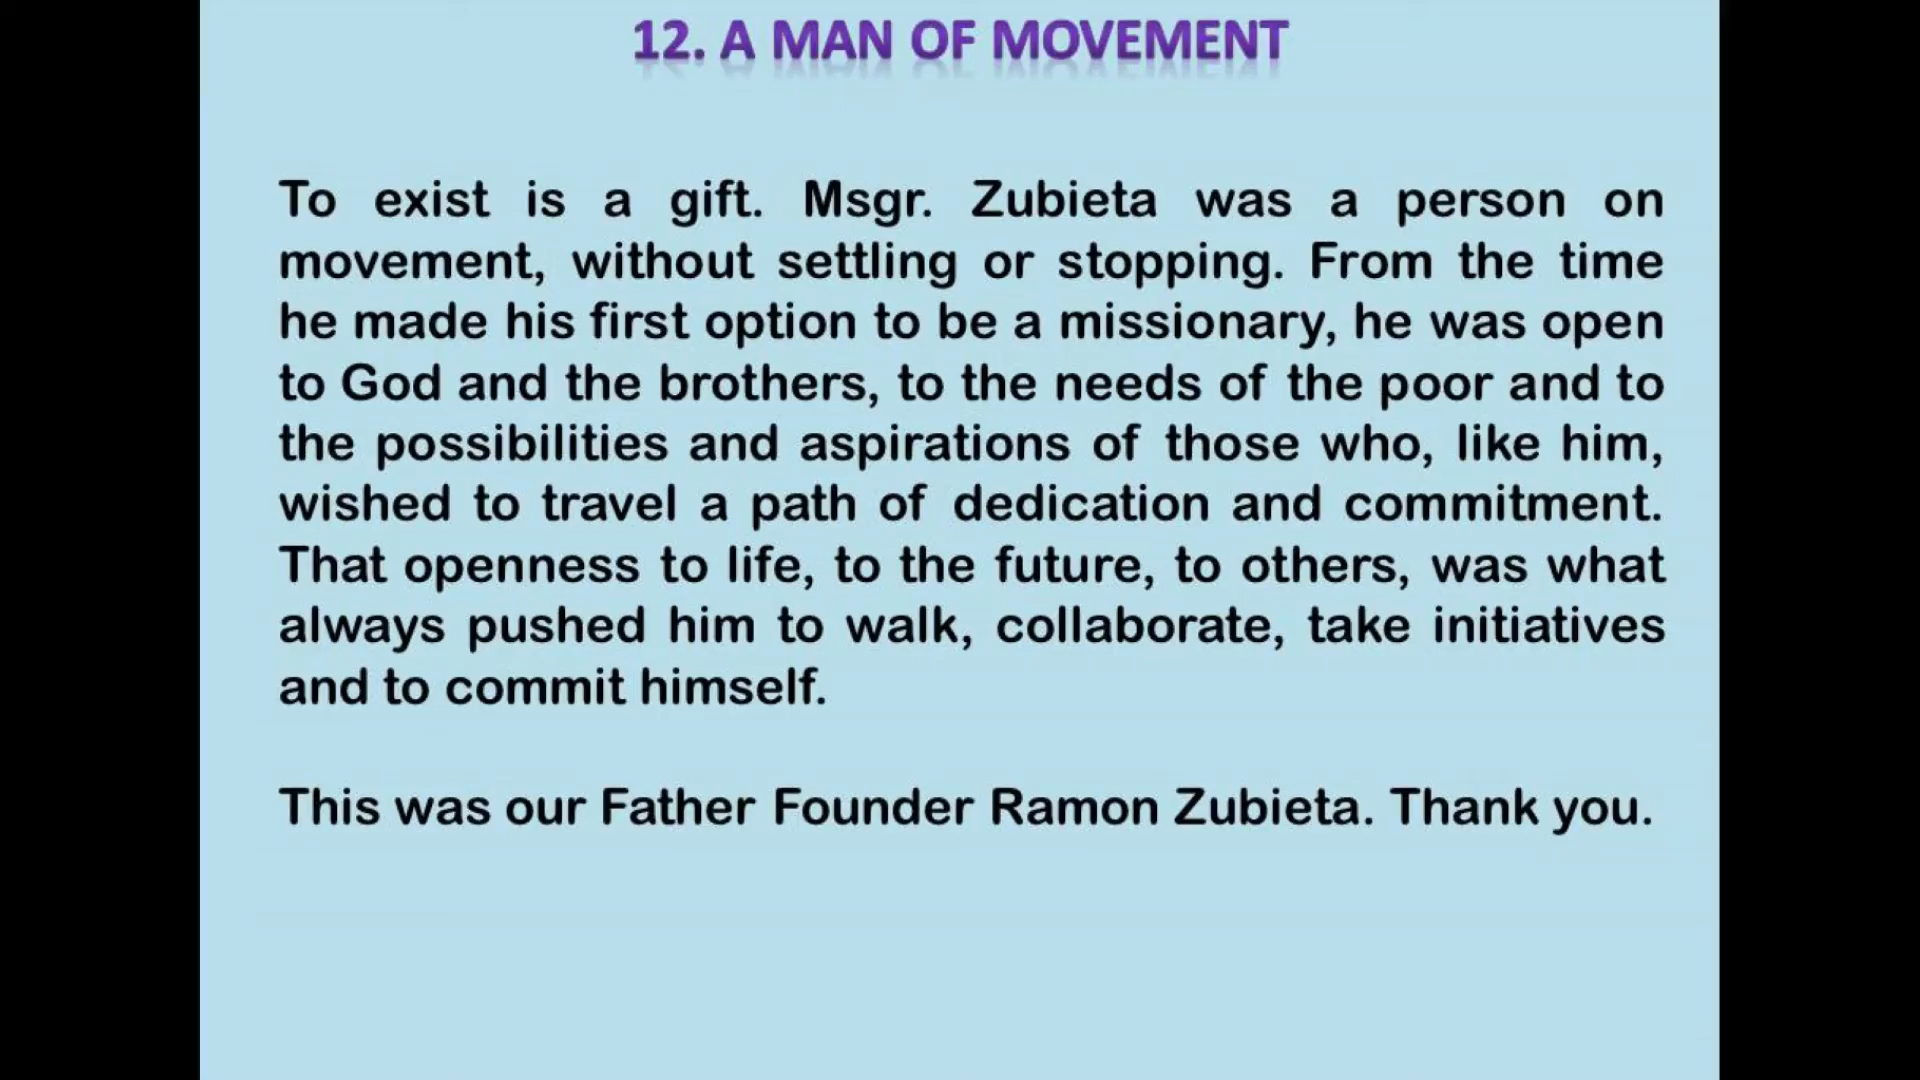 12. A MAN OF MOVEMENT
To exist is a gift. Msgr. Zubieta was a person on
movement, without settling or stopping. From the time
he made his first option to be a missionary, he was open
to God and the brothers, to the needs of the poor and to
the possibilities and aspirations of those who, like him,
wished to travel a path of dedication and commitment.
That openness to life, to the future, to others, was what
always pushed him to walk, collaborate, take initiatives
and to commit himself.
This was our Father Founder Ramon Zubieta. Thank you.